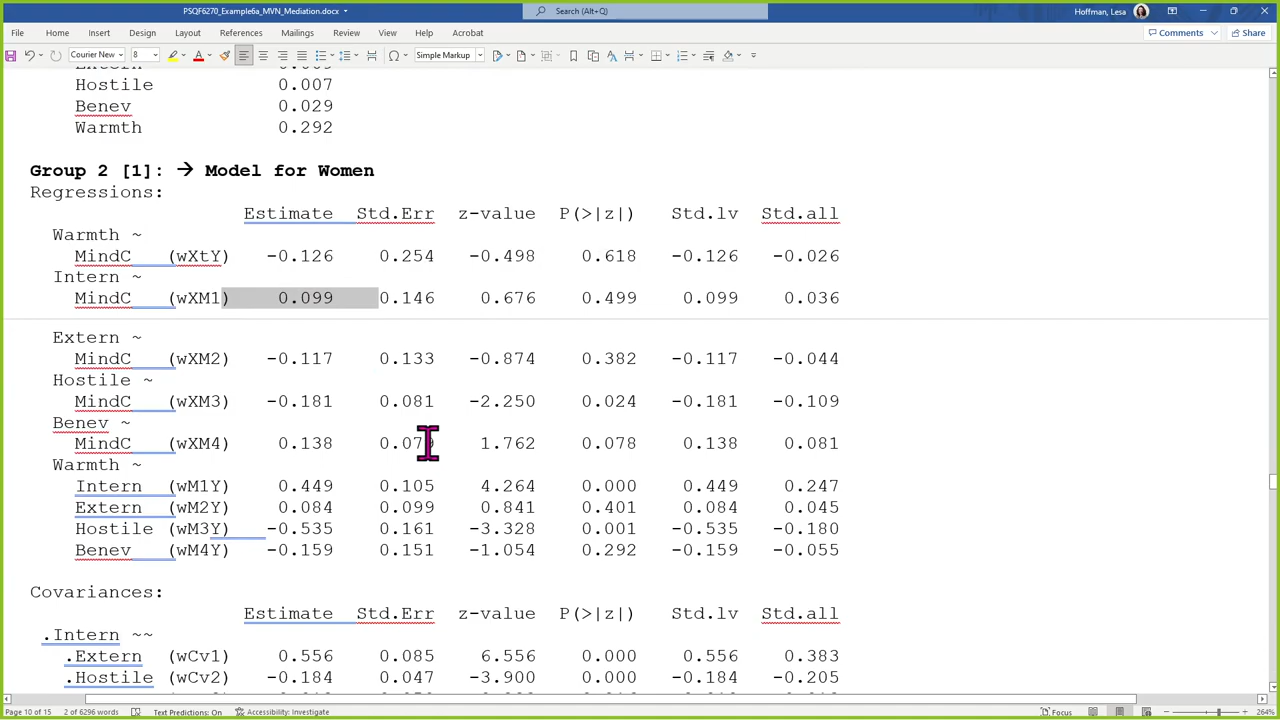 PSQF6270_Example6a_MVN_Mediation.docx
Search (Alt+Q)
Hoffman, Lesa
File Home Insert Design Layout References Mailings Review View Help Acrobat
Comments Share
Courier New 8 Simple Markup
Hostile 0.007
Benev 0.029
Warmth 0.292
Group 2 [1]: → Model for Women
Regressions:
Estimate Std.Err z-value P(>|z|) Std.lv Std.all
Warmth ~
MindC (wXtY) -0.126 0.254 -0.498 0.618 -0.126 -0.026
Intern ~
MindC (wXM1) 0.099 0.146 0.676 0.499 0.099 0.036
Extern ~
MindC (wXM2) -0.117 0.133 -0.874 0.382 -0.117 -0.044
Hostile ~
MindC (wXM3) -0.181 0.081 -2.250 0.024 -0.181 -0.109
Benev ~
MindC (wXM4) 0.138 0.079 1.762 0.078 0.138 0.081
Warmth ~
Intern (wM1Y) 0.449 0.105 4.264 0.000 0.449 0.247
Extern (wM2Y) 0.084 0.099 0.841 0.401 0.084 0.045
Hostile (wM3Y) -0.535 0.161 -3.328 0.001 -0.535 -0.180
Benev (wM4Y) -0.159 0.151 -1.054 0.292 -0.159 -0.055
Covariances:
Estimate Std.Err z-value P(>|z|) Std.lv Std.all
.Intern ~~
.Extern (wCv1) 0.556 0.085 6.556 0.000 0.556 0.383
.Hostile (wCv2) -0.184 0.047 -3.900 0.000 -0.184 -0.205
Page 10 of 15 2 of 6296 words Text Predictions: On Accessibility: Investigate Focus 264%